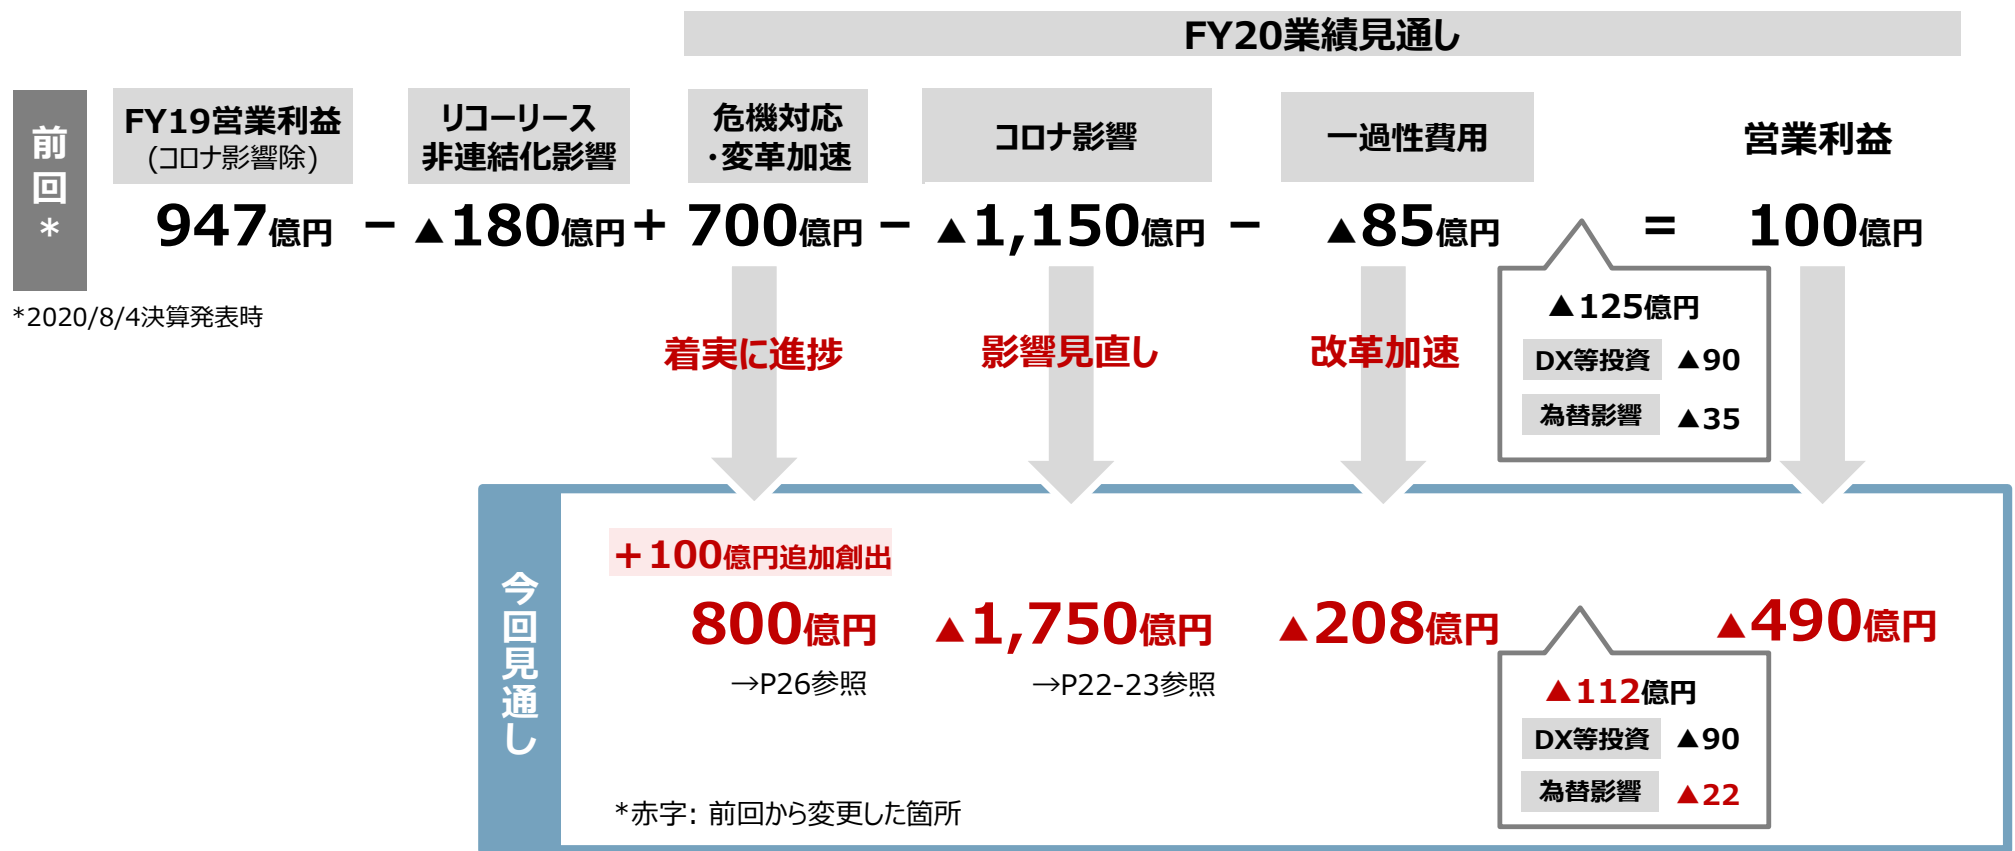 FY20業績見通し
前回*
FY19営業利益
(コロナ影響除)
リコーリース
非連結化影響
危機対応
・変革加速
コロナ影響
一過性費用
営業利益
947億円 − ▲180億円 + 700億円 − ▲1,150億円 − ▲85億円 = 100億円
*2020/8/4決算発表時
▲125億円
DX等投資 ▲90
為替影響 ▲35
着実に進捗
影響見直し
改革加速
今回見通し
＋100億円追加創出
800億円 ▲1,750億円 ▲208億円 ▲490億円
→P26参照
→P22-23参照
▲112億円
DX等投資 ▲90
為替影響 ▲22
*赤字: 前回から変更した箇所